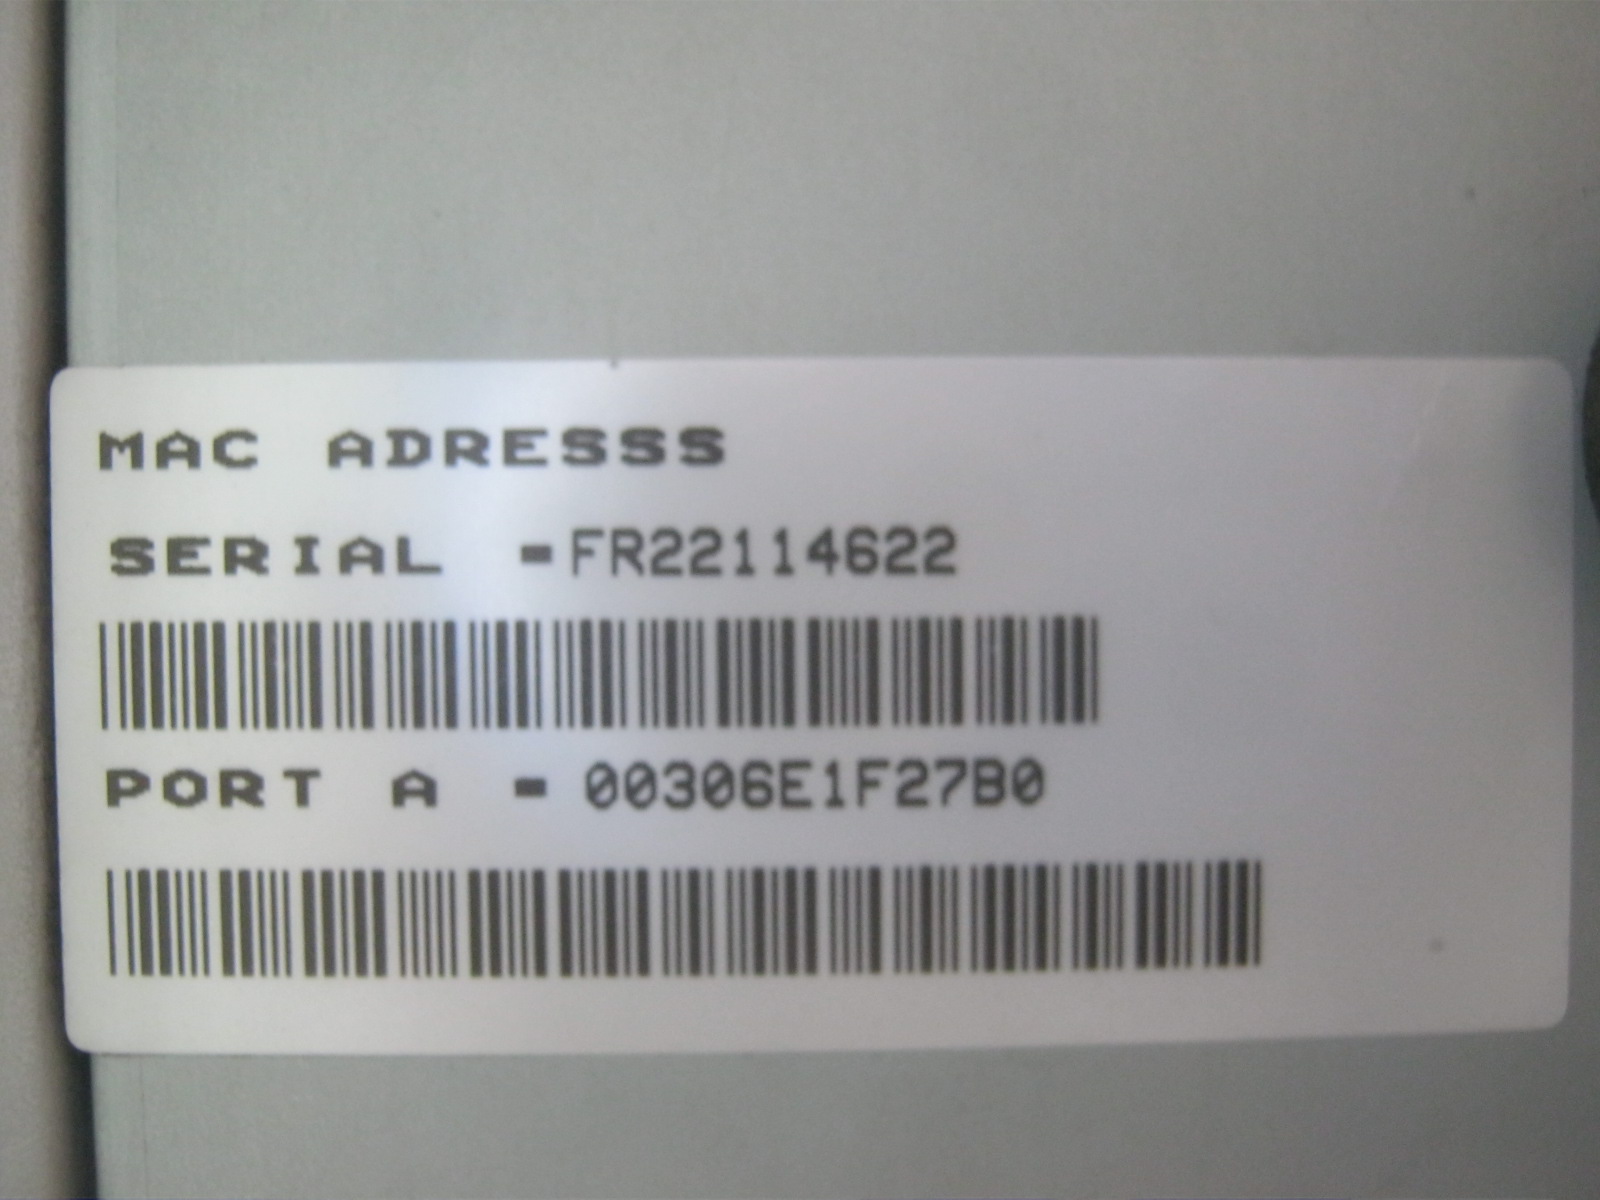 MAC ADRESSS
SERIAL -FR22114622
PORT A - 00306E1F27B0